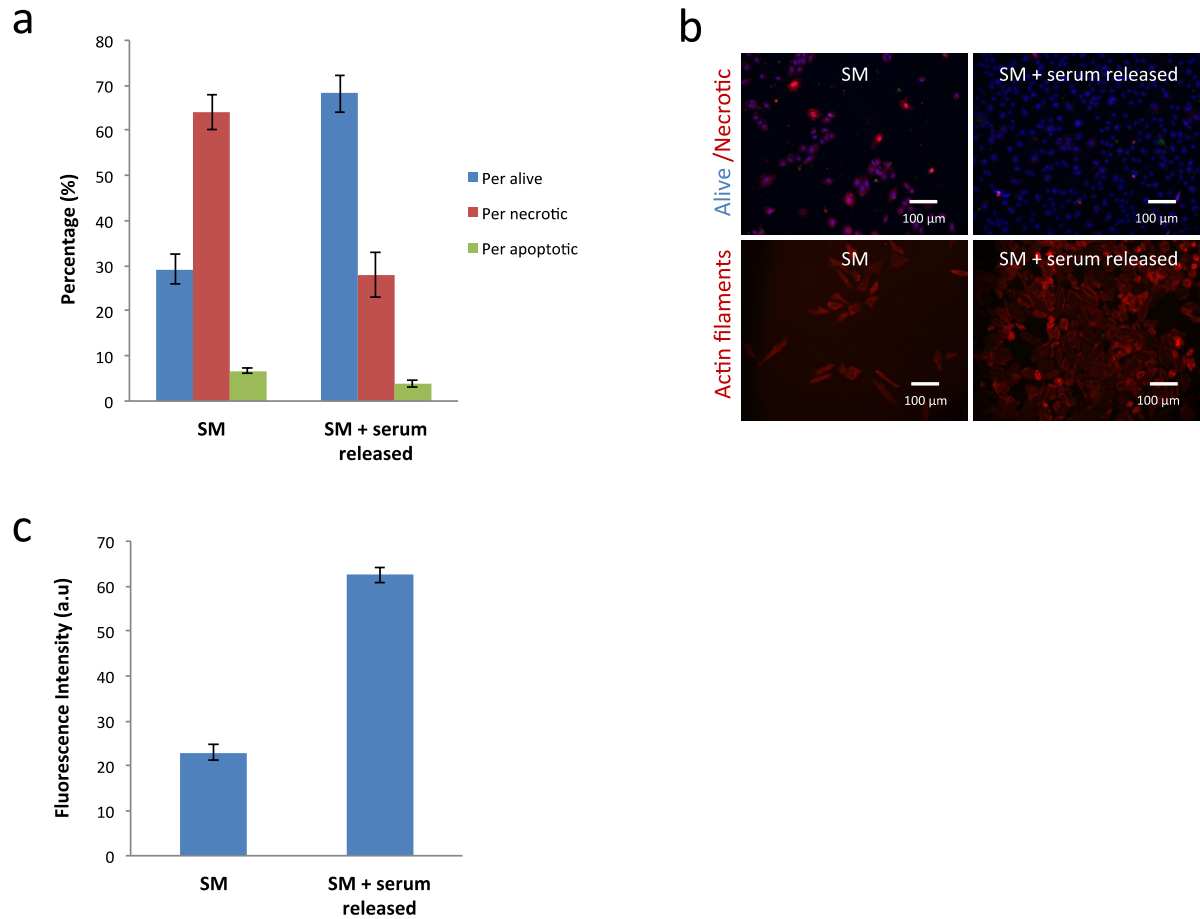 a
80
70
60
50
40
30
20
10
0
Percentage (%)
SM
SM + serum
released
Per alive
Per necrotic
Per apoptotic
b
Alive /Necrotic
SM
100 µm
SM + serum released
100 µm
Actin filaments
SM
100 µm
SM + serum released
100 µm
c
70
60
50
40
30
20
10
0
Fluorescence Intensity (a.u)
SM
SM + serum
released